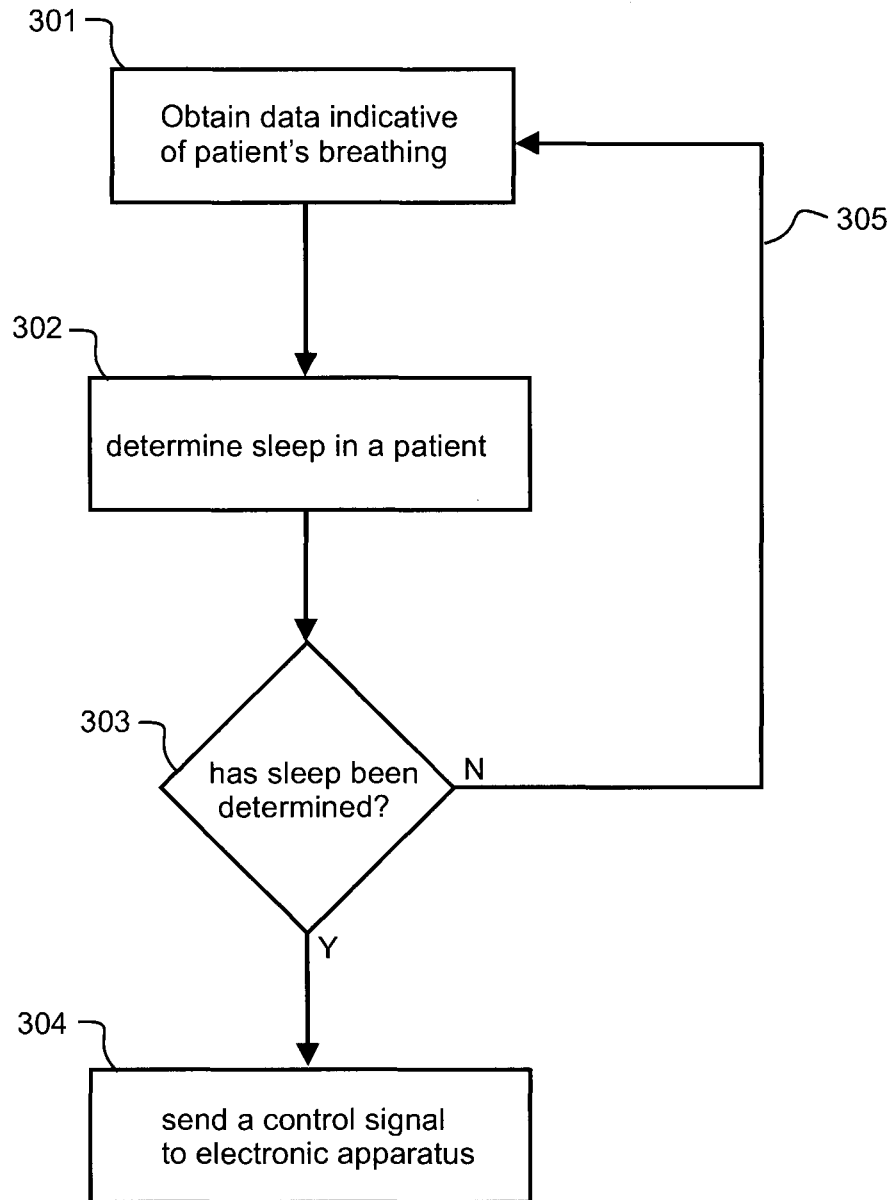 301
Obtain data indicative
of patient's breathing
305
302
determine sleep in a patient
303
has sleep been
determined?
N
Y
304
send a control signal
to electronic apparatus